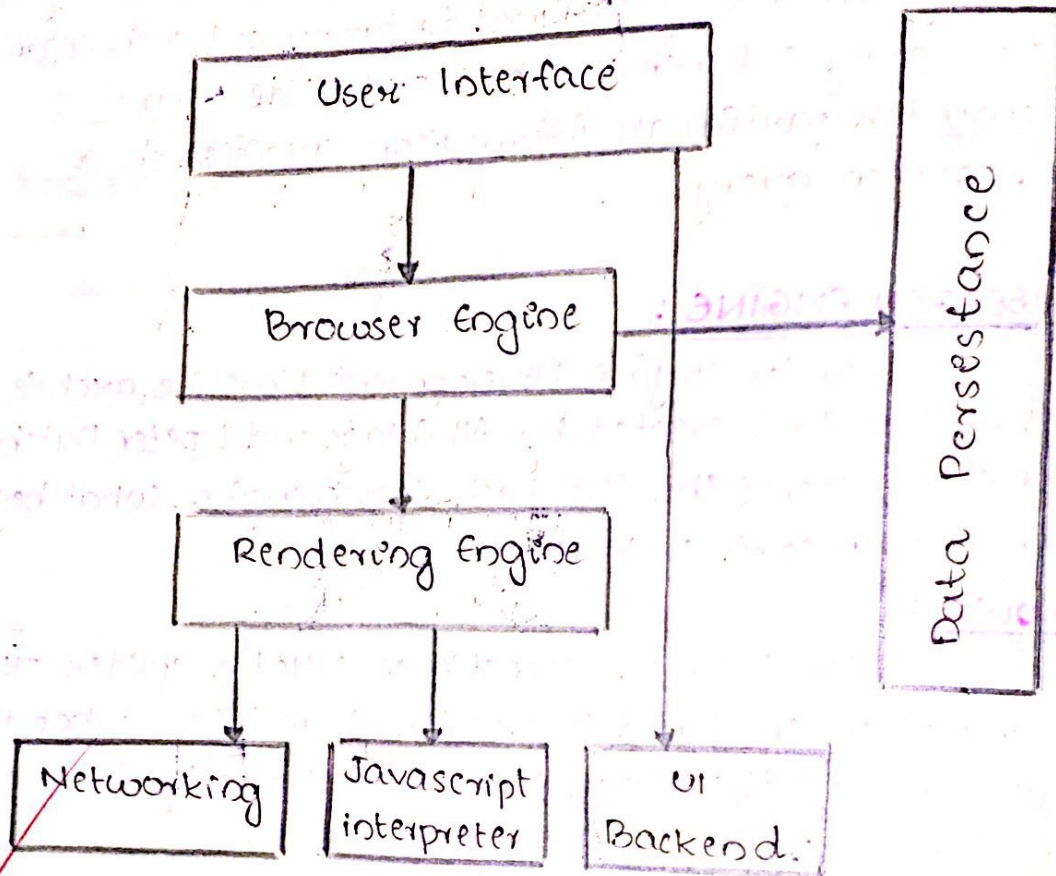 User Interface
Browser Engine
Rendering Engine
Networking
Javascript
interpreter
UI
Backend.
Data Persestance